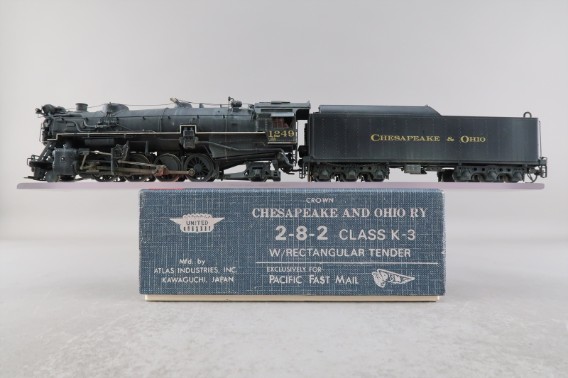 1249
CHESAPEAKE & OHIO
CROWN
CHESAPEAKE AND OHIO RY
2-8-2 CLASS K-3
W/RECTANGULAR TENDER
UNITED
Mfd. by
ATLAS INDUSTRIES, INC.
KAWAGUCHI, JAPAN
EXCLUSIVELY FOR
PACIFIC FAST MAIL